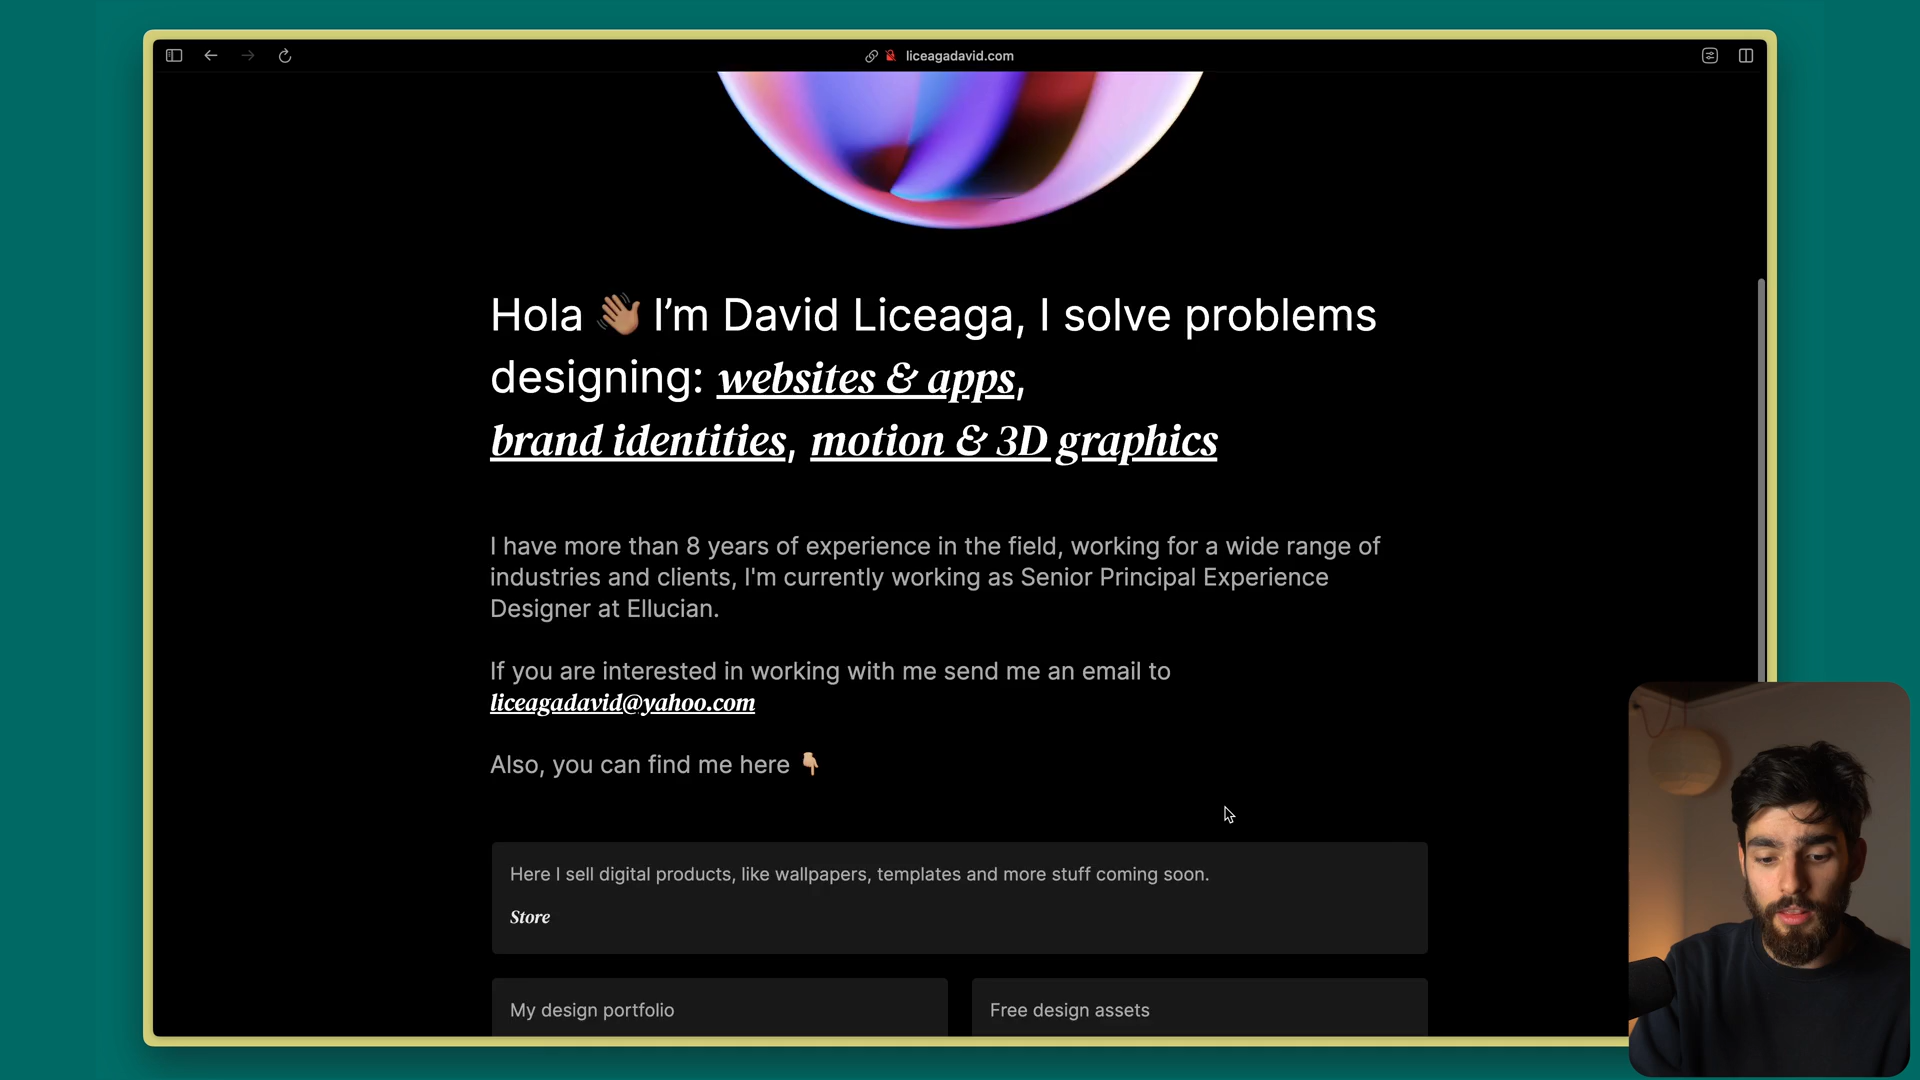 liceagadavid.com
Hola 👋🏽 I’m David Liceaga, I solve problems
designing: websites & apps,
brand identities, motion & 3D graphics
I have more than 8 years of experience in the field, working for a wide range of
industries and clients, I'm currently working as Senior Principal Experience
Designer at Ellucian.
If you are interested in working with me send me an email to
liceagadavid@yahoo.com
Also, you can find me here 👇🏼
Here I sell digital products, like wallpapers, templates and more stuff coming soon.
Store
My design portfolio
Free design assets